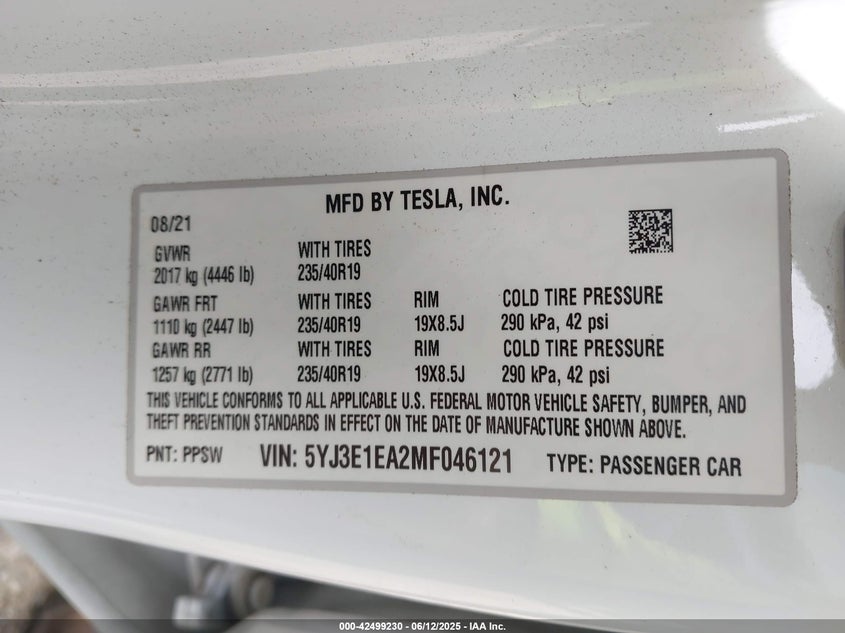 MFD BY TESLA, INC.
08/21
GVWR WITH TIRES
2017 kg (4446 lb) 235/40R19
GAWR FRT WITH TIRES RIM COLD TIRE PRESSURE
1110 kg (2447 lb) 235/40R19 19X8.5J 290 kPa, 42 psi
GAWR RR WITH TIRES RIM COLD TIRE PRESSURE
1257 kg (2771 lb) 235/40R19 19X8.5J 290 kPa, 42 psi
THIS VEHICLE CONFORMS TO ALL APPLICABLE U.S. FEDERAL MOTOR VEHICLE SAFETY, BUMPER, AND
THEFT PREVENTION STANDARDS IN EFFECT ON THE DATE OF MANUFACTURE SHOWN ABOVE.
PNT: PPSW VIN: 5YJ3E1EA2MF046121 TYPE: PASSENGER CAR
000-42499230 - 06/12/2025 - IAA Inc.